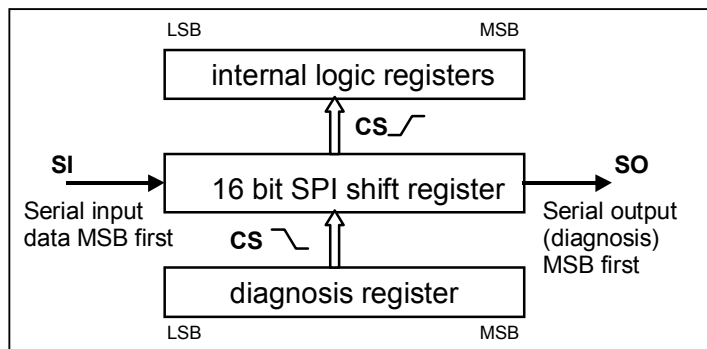 LSB MSB
internal logic registers
CS
SI SO
16 bit SPI shift register
Serial input
data MSB first
Serial output
(diagnosis)
MSB first
CS
diagnosis register
LSB MSB